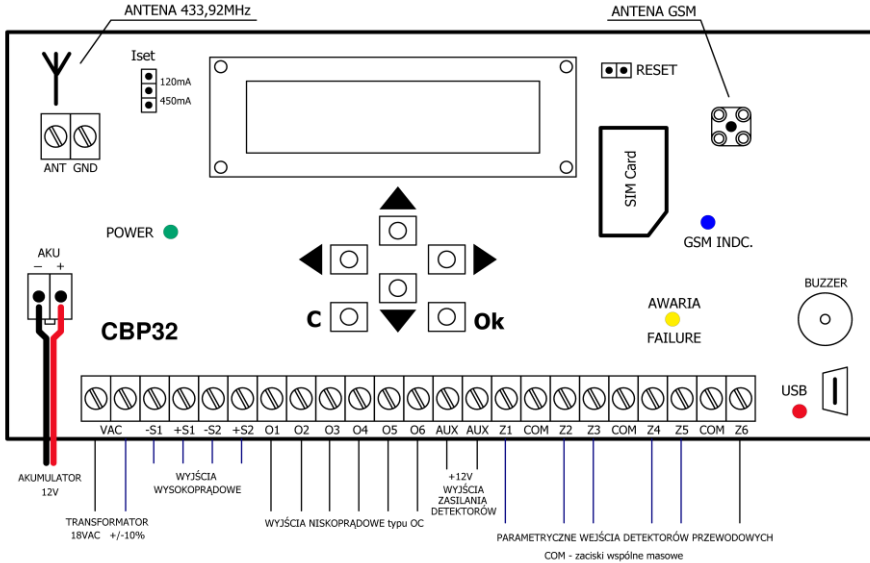 ANTENA 433,92MHz
ANTENA GSM
Iset
120mA
450mA
RESET
ANT GND
SIM Card
POWER
GSM INDC.
AKU
– +
BUZZER
AWARIA
FAILURE
C
Ok
CBP32
USB
VAC -S1 +S1 -S2 +S2 O1 O2 O3 O4 O5 O6 AUX AUX Z1 COM Z2 Z3 COM Z4 Z5 COM Z6
AKUMULATOR
12V
WYJŚCIA
WYSOKOPRĄDOWE
+12V
WYJŚCIA
ZASILANIA
DETEKTORÓW
TRANSFORMATOR
18VAC +/-10%
WYJŚCIA NISKOPRĄDOWE typu OC
PARAMETRYCZNE WEJŚCIA DETEKTORÓW PRZEWODOWYCH
COM - zaciski wspólne masowe